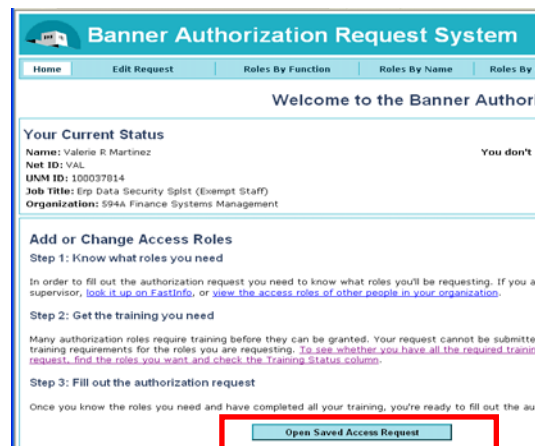 Banner Authorization Request System
Home Edit Request Roles By Function Roles By Name Roles By
Welcome to the Banner Authori
Your Current Status
Name: Valerie R Martinez You don't
Net ID: VAL
UNM ID: 100037814
Job Title: Erp Data Security Splst (Exempt Staff)
Organization: 594A Finance Systems Management
Add or Change Access Roles
Step 1: Know what roles you need
In order to fill out the authorization request you need to know what roles you'll be requesting. If you a
supervisor, look it up on FastInfo, or view the access roles of other people in your organization.
Step 2: Get the training you need
Many authorization roles require training before they can be granted. Your request cannot be submitte
training requirements for the roles you are requesting. To see whether you have all the required trainin
request, find the roles you want and check the Training Status column.
Step 3: Fill out the authorization request
Once you know the roles you need and have completed all your training, you're ready to fill out the au
Open Saved Access Request